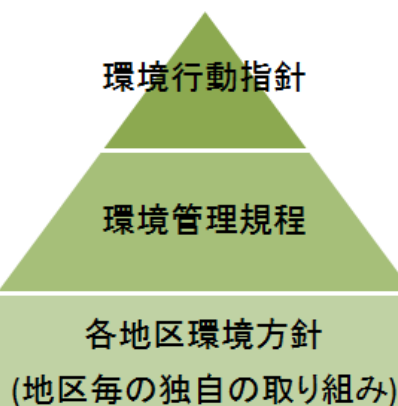 環境行動指針
環境管理規程
各地区環境方針
(地区毎の独自の取り組み)